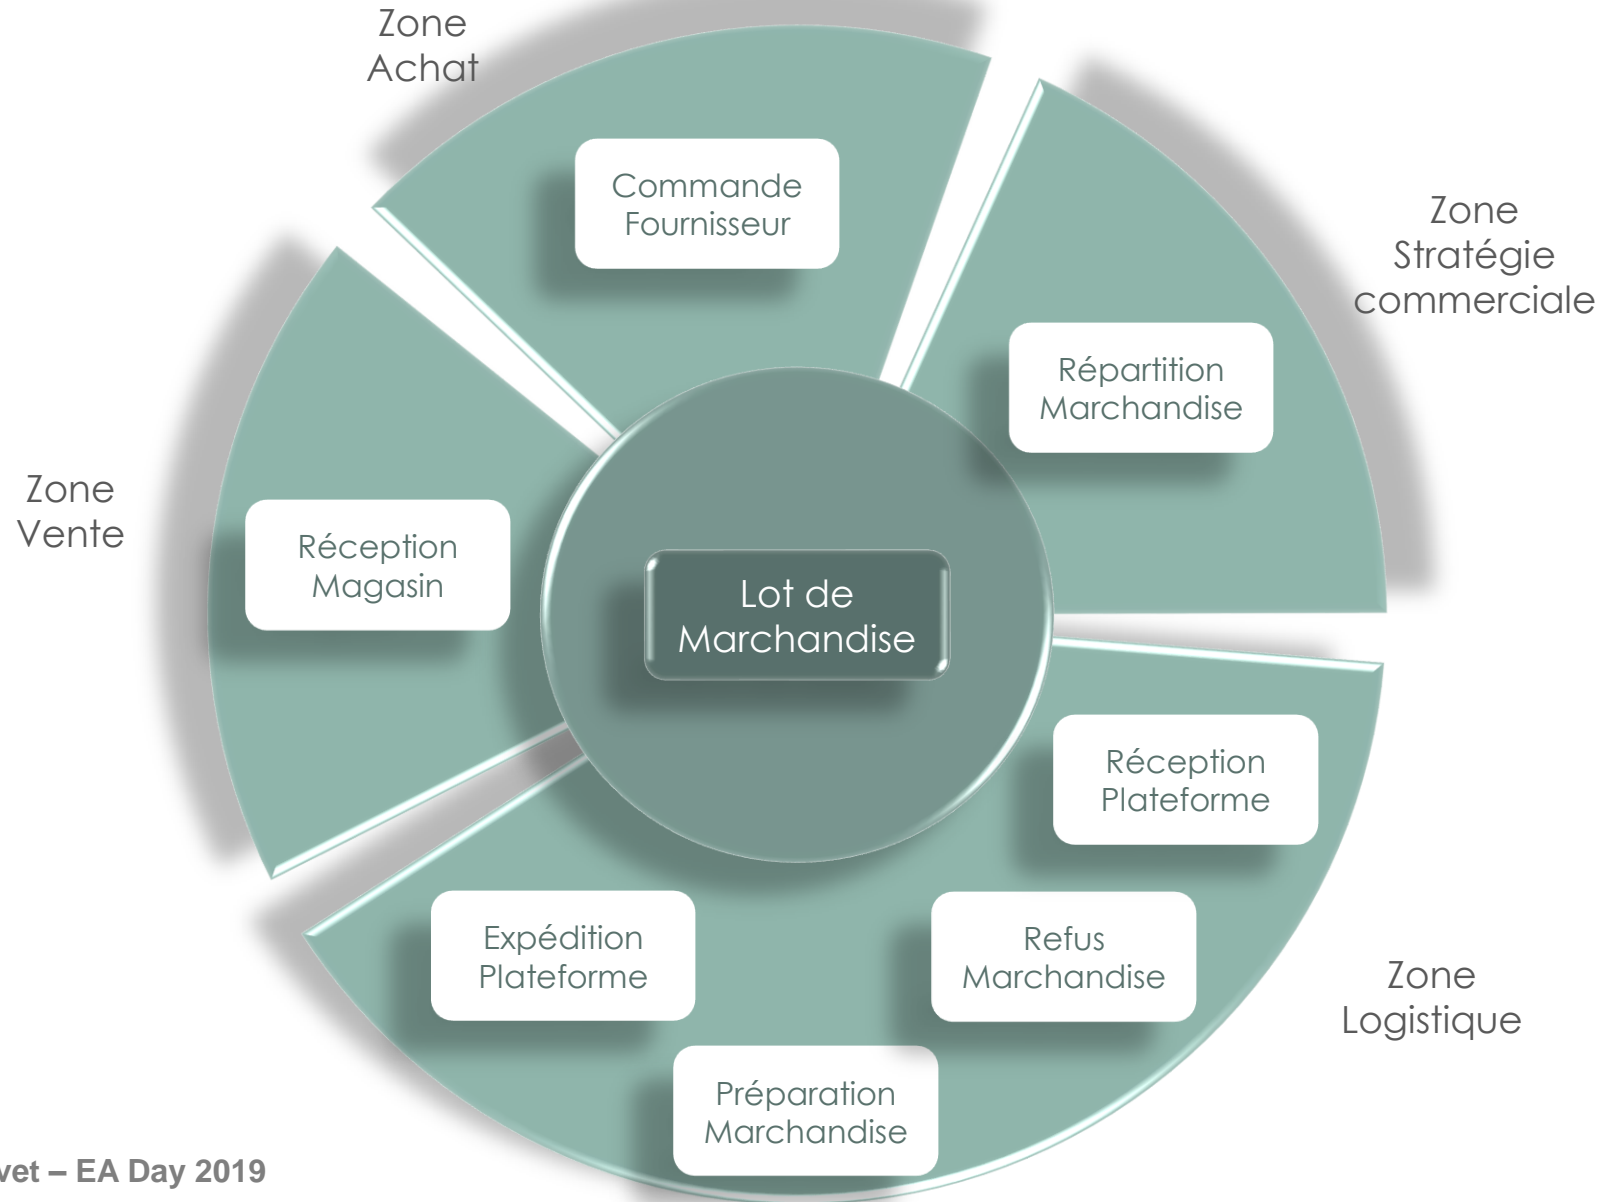 Zone
Achat
Commande
Fournisseur
Zone
Stratégie
commerciale
Répartition
Marchandise
Zone
Vente
Réception
Magasin
Lot de
Marchandise
Réception
Plateforme
Expédition
Plateforme
Refus
Marchandise
Zone
Logistique
Préparation
Marchandise
– EA Day 2019